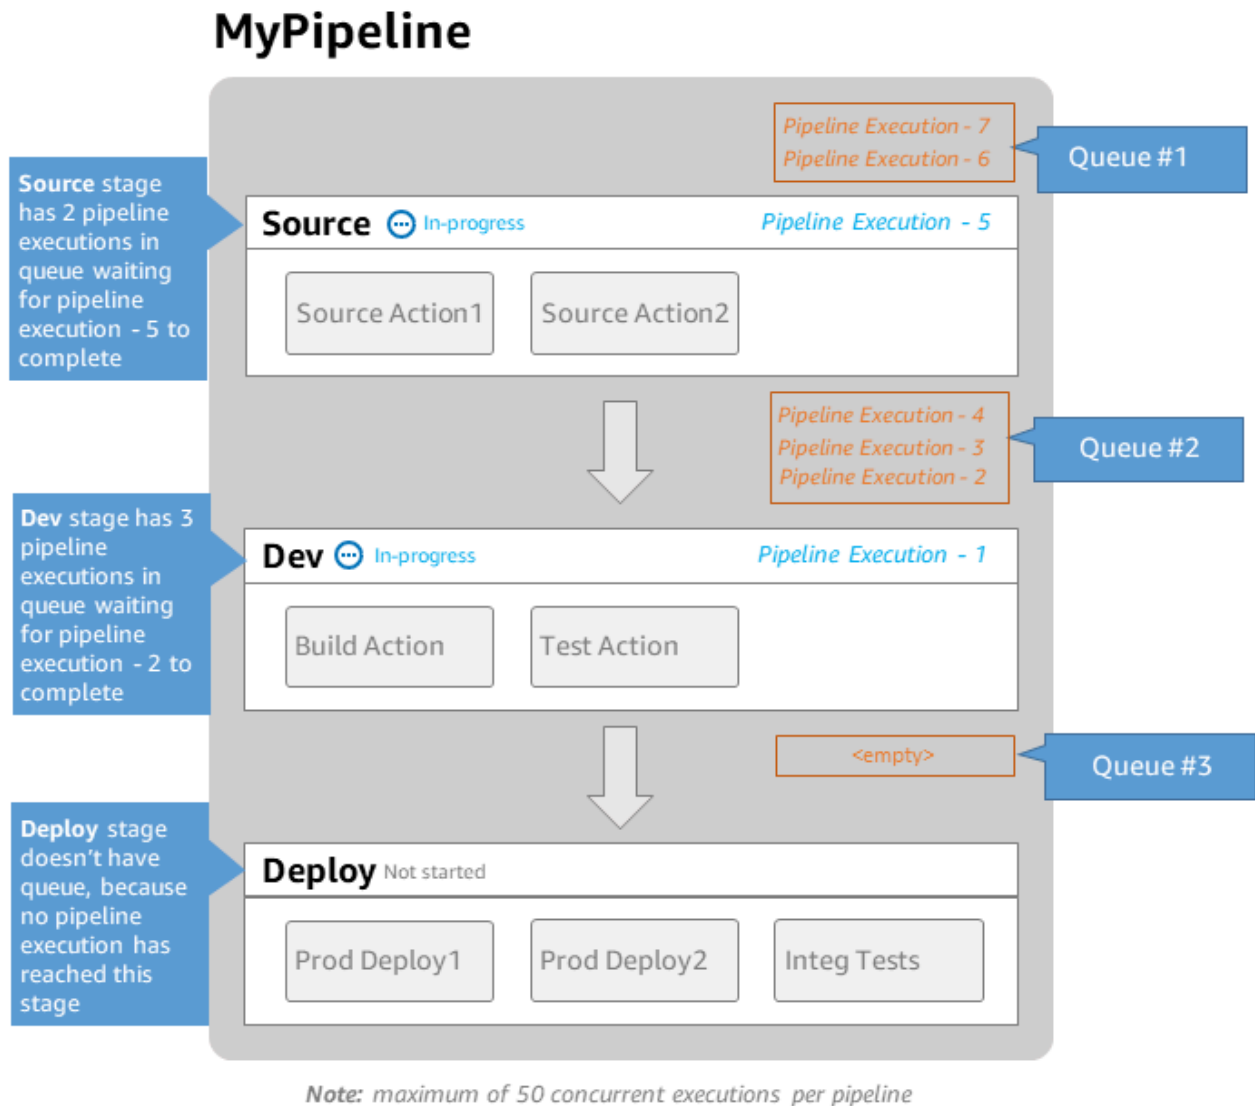 MyPipeline
Pipeline Execution - 7
Pipeline Execution - 6
Queue #1
Source stage
has 2 pipeline
executions in
queue waiting
for pipeline
execution - 5 to
complete
Source In-progress Pipeline Execution - 5
Source Action1 Source Action2
Pipeline Execution - 4
Pipeline Execution - 3
Pipeline Execution - 2
Queue #2
Dev stage has 3
pipeline
executions in
queue waiting
for pipeline
execution - 2 to
complete
Dev In-progress Pipeline Execution - 1
Build Action Test Action
<empty>
Queue #3
Deploy stage
doesn't have
queue, because
no pipeline
execution has
reached this
stage
Deploy Not started
Prod Deploy1 Prod Deploy2 Integ Tests
Note: maximum of 50 concurrent executions per pipeline